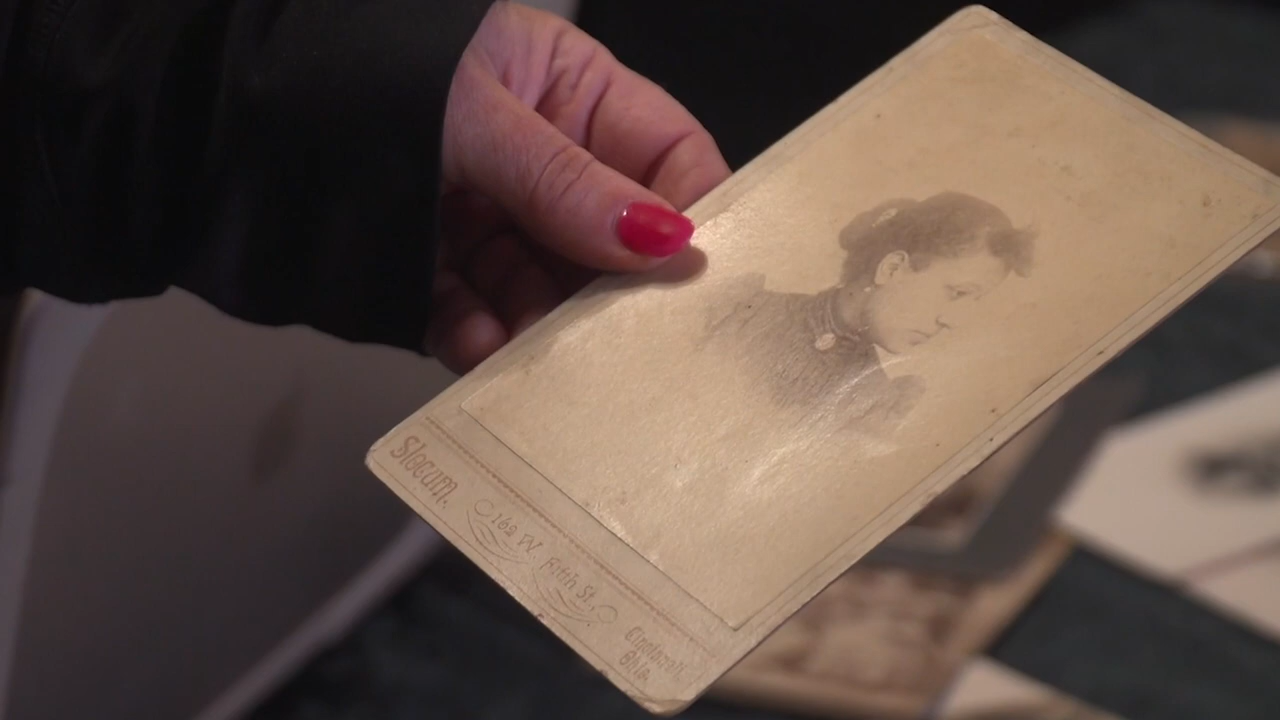 Slocum.
162 W. Fifth St.,
Cincinnati,
Ohio.